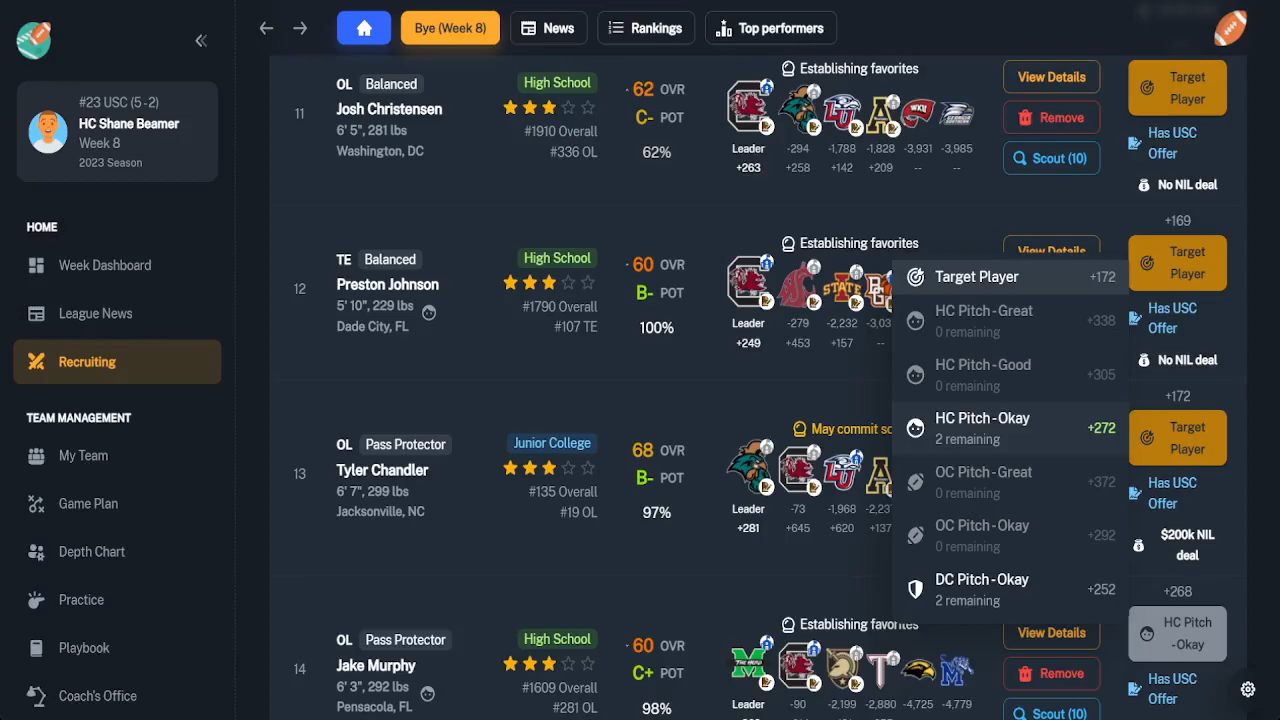 Bye (Week 8)
News
Rankings
Top performers
#23 USC (5 - 2)
HC Shane Beamer
Week 8
2023 Season
HOME
Week Dashboard
League News
Recruiting
TEAM MANAGEMENT
My Team
Game Plan
Depth Chart
Practice
Playbook
Coach's Office
11
OL Balanced
Josh Christensen
6' 5", 281 lbs
Washington, DC
High School
#1910 Overall
#336 OL
62 OVR
C- POT
62%
Establishing favorites
WKU
Leader -294 -1,788 -1,828 -3,931 -3,985
+263 +258 +142 +209 -- --
View Details
Remove
Scout (10)
Target
Player
Has USC
Offer
No NIL deal
12
TE Balanced
Preston Johnson
5' 10", 229 lbs
Dade City, FL
High School
#1790 Overall
#107 TE
60 OVR
B- POT
100%
Establishing favorites
STATE
Leader -279 -2,232
+249 +453 +157 --
View Details
+169
Target
Player
Has USC
Offer
No NIL deal
Target Player +172
HC Pitch - Great
0 remaining
+338
HC Pitch - Good
0 remaining
+305
HC Pitch - Okay
2 remaining
+272
OC Pitch - Great
0 remaining
+372
OC Pitch - Okay
0 remaining
+292
DC Pitch - Okay
2 remaining
+252
13
OL Pass Protector
Tyler Chandler
6' 7", 299 lbs
Jacksonville, NC
Junior College
#135 Overall
#19 OL
68 OVR
B- POT
97%
May commit
Leader -73 -1,968
+281 +645 +620 +137
+172
Target
Player
Has USC
Offer
$200k NIL
deal
14
OL Pass Protector
Jake Murphy
6' 3", 292 lbs
Pensacola, FL
High School
#1609 Overall
#281 OL
60 OVR
C+ POT
98%
Establishing favorites
THE HERD
Leader -90 -2,199 -2,880 -4,725 -4,779
View Details
Remove
Scout (10)
+268
HC Pitch
- Okay
Has USC
Offer